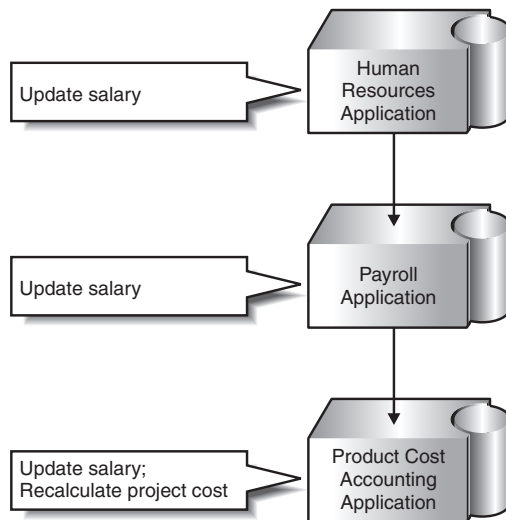 Update salary
Human
Resources
Application
Update salary
Payroll
Application
Update salary;
Recalculate project cost
Product Cost
Accounting
Application